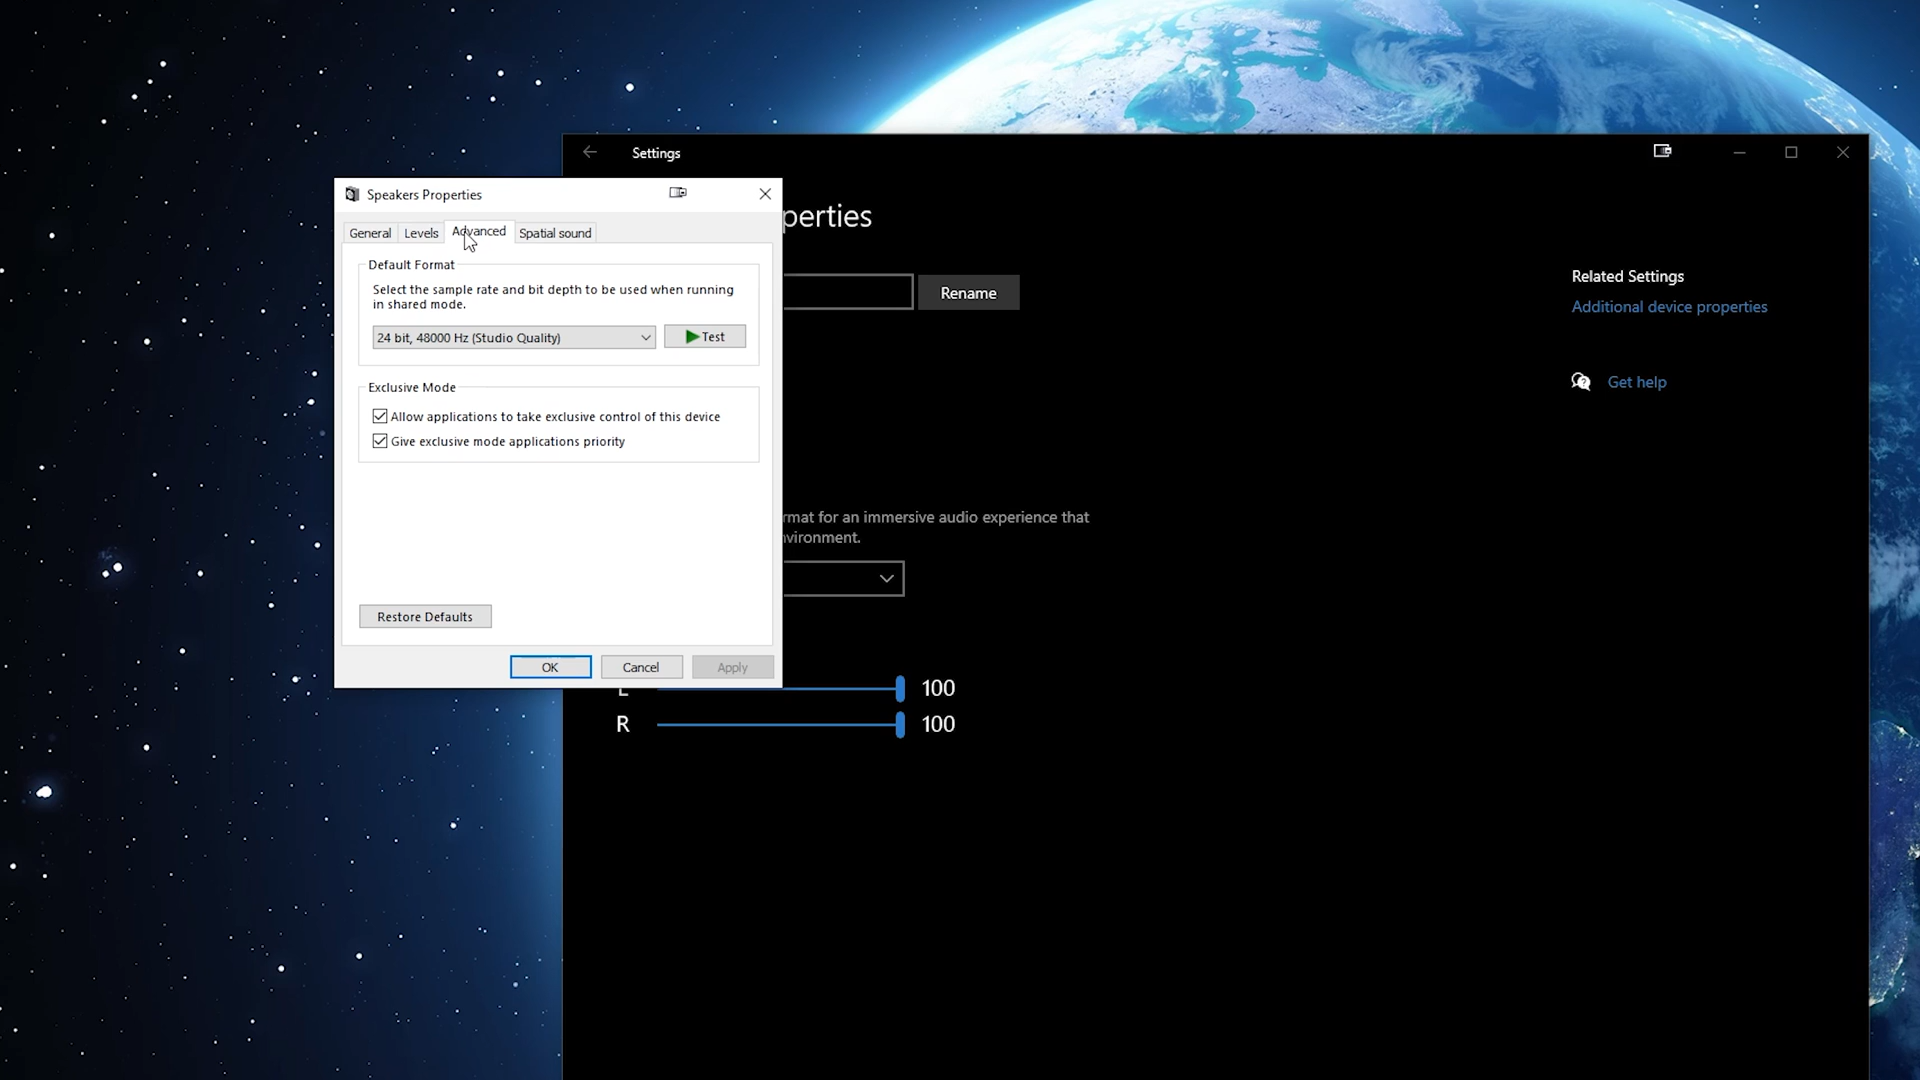 Settings
Speakers Properties
General
Levels
Advanced
Spatial sound
Default Format
Select the sample rate and bit depth to be used when running
in shared mode.
24 bit, 48000 Hz (Studio Quality)
Test
Exclusive Mode
Allow applications to take exclusive control of this device
Give exclusive mode applications priority
Restore Defaults
OK
Cancel
Apply
perties
Rename
rmat for an immersive audio experience that
vironment.
L
100
R
100
Related Settings
Additional device properties
Get help